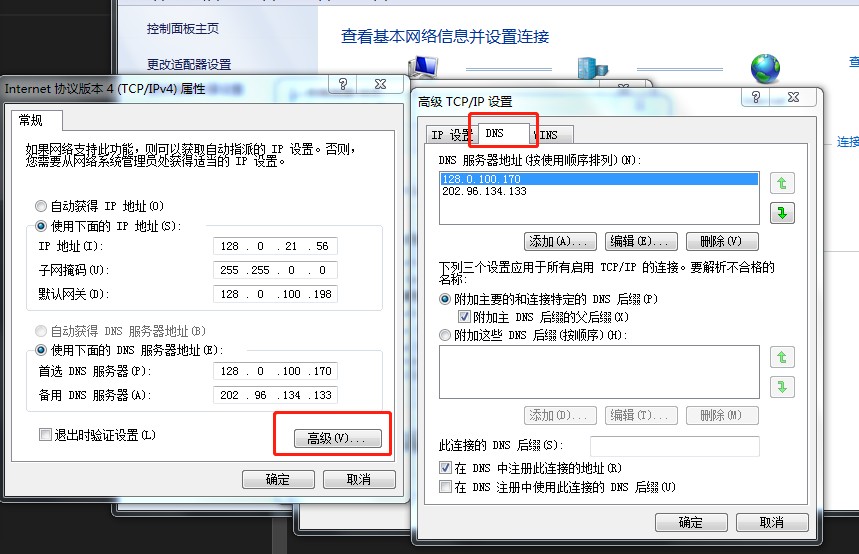 控制面板主页
更改适配器设置
查看基本网络信息并设置连接
Internet 协议版本 4 (TCP/IPv4) 属性
常规
如果网络支持此功能，则可以获取自动指派的 IP 设置。否则，
您需要从网络系统管理员处获得适当的 IP 设置。
自动获得 IP 地址(O)
使用下面的 IP 地址(S):
IP 地址(I): 128 . 0 . 21 . 56
子网掩码(U): 255 .255 . 0 . 0
默认网关(D): 128 . 0 .100 .198
自动获得 DNS 服务器地址(B)
使用下面的 DNS 服务器地址(E):
首选 DNS 服务器(P): 128 . 0 .100 .170
备用 DNS 服务器(A): 202 . 96 .134 .133
退出时验证设置(L)
高级(V)...
确定 取消
高级 TCP/IP 设置
IP 设置 DNS WINS
DNS 服务器地址(按使用顺序排列)(N):
128.0.100.170
202.96.134.133
添加(A)... 编辑(E)... 删除(V)
下列三个设置应用于所有启用 TCP/IP 的连接。要解析不合格的
名称:
附加主要的和连接特定的 DNS 后缀(P)
附加主 DNS 后缀的父后缀(X)
附加这些 DNS 后缀(按顺序)(H):
添加(D)... 编辑(T)... 删除(M)
此连接的 DNS 后缀(S):
在 DNS 中注册此连接的地址(R)
在 DNS 注册中使用此连接的 DNS 后缀(U)
确定 取消
查
连接